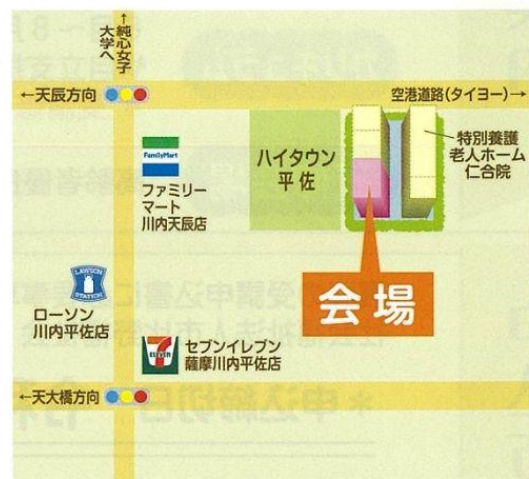 ←純心女子
大学へ
←天辰方向
空港道路(タイヨー)→
FamilyMart
ファミリー
マート
川内天辰店
ハイタウン
平佐
特別養護
老人ホーム
仁合院
会場
LAWSON
STATION
ローソン
川内平佐店
ELEVEN
セブンイレブン
薩摩川内平佐店
←天大橋方向